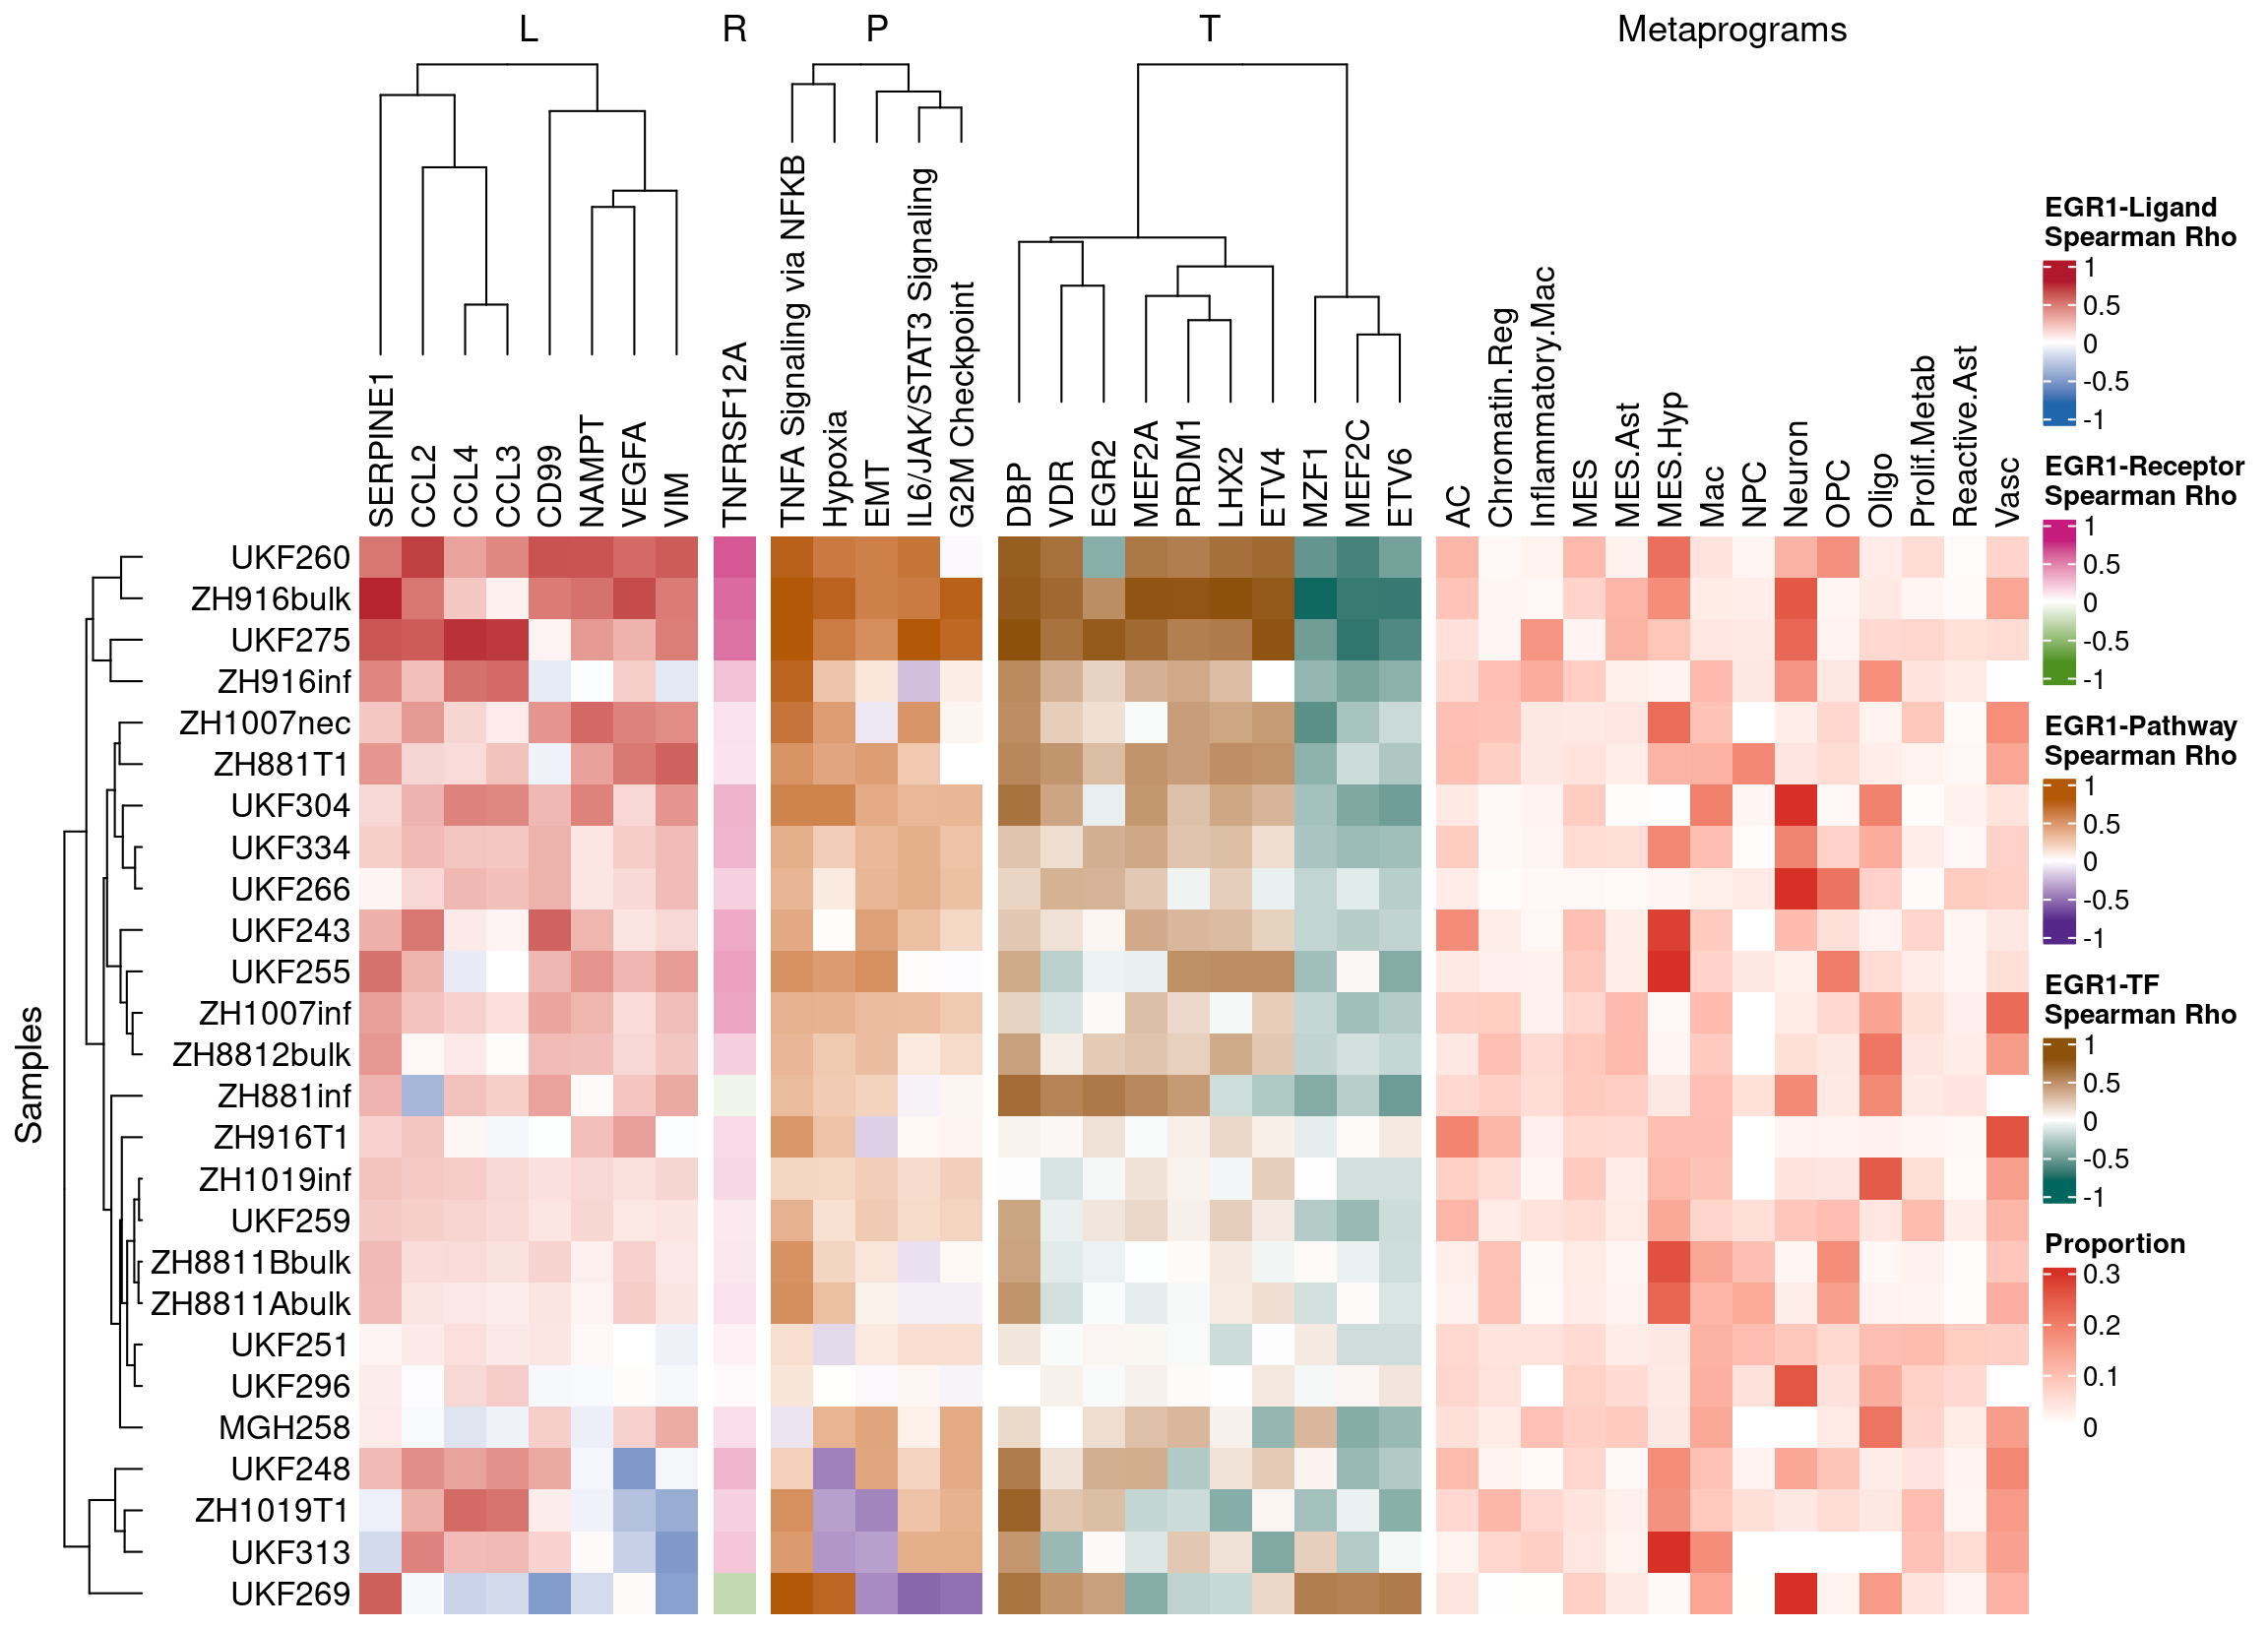 L
R
P
T
Metaprograms
SERPINE1
CCL2
CCL4
CCL3
CD99
NAMPT
VEGFA
VIM
TNFRSF12A
TNFA Signaling via NFKB
Hypoxia
EMT
IL6/JAK/STAT3 Signaling
G2M Checkpoint
DBP
VDR
EGR2
MEF2A
PRDM1
LHX2
ETV4
MZF1
MEF2C
ETV6
AC
Chromatin.Reg
Inflammatory.Mac
MES
MES.Ast
MES.Hyp
Mac
NPC
Neuron
OPC
Oligo
Prolif.Metab
Reactive.Ast
Vasc
Samples
UKF260
ZH916bulk
UKF275
ZH916inf
ZH1007nec
ZH881T1
UKF304
UKF334
UKF266
UKF243
UKF255
ZH1007inf
ZH8812bulk
ZH881inf
ZH916T1
ZH1019inf
UKF259
ZH8811Bbulk
ZH8811Abulk
UKF251
UKF296
MGH258
UKF248
ZH1019T1
UKF313
UKF269
EGR1-Ligand
Spearman Rho
1
0.5
0
-0.5
-1
EGR1-Receptor
Spearman Rho
1
0.5
0
-0.5
-1
EGR1-Pathway
Spearman Rho
1
0.5
0
-0.5
-1
EGR1-TF
Spearman Rho
1
0.5
0
-0.5
-1
Proportion
0.3
0.2
0.1
0